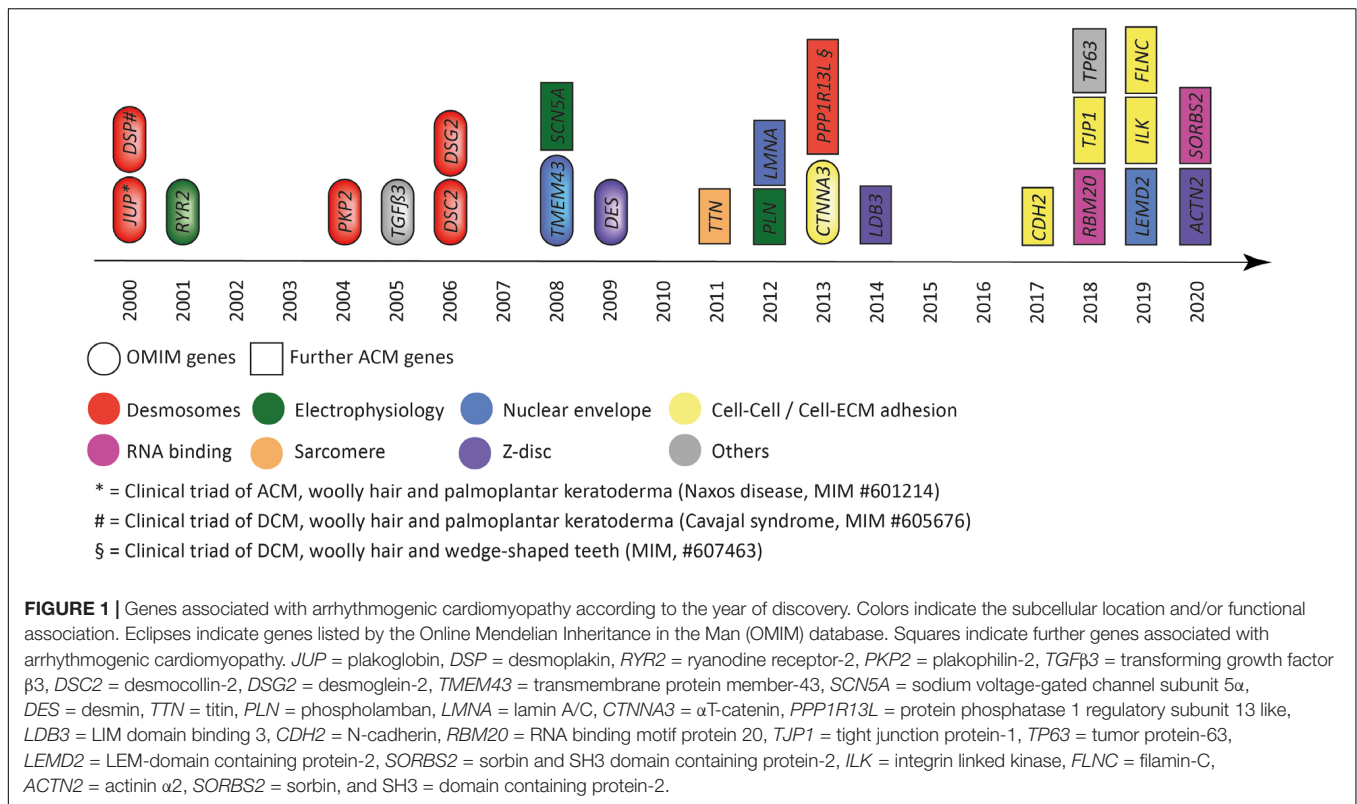 DSP#
JUP*
RYR2
PKP2
TGFβ3
DSG2
DSC2
SCN5A
TMEM43
DES
TTN
LMNA
PLN
PPP1R13L §
CTNNA3
LDB3
CDH2
TP63
TJP1
RBM20
FLNC
ILK
LEMD2
SORBS2
ACTN2
2000
2001
2002
2003
2004
2005
2006
2007
2008
2009
2010
2011
2012
2013
2014
2015
2016
2017
2018
2019
2020
OMIM genes Further ACM genes
Desmosomes Electrophysiology Nuclear envelope Cell-Cell / Cell-ECM adhesion
RNA binding Sarcomere Z-disc Others
* = Clinical triad of ACM, woolly hair and palmoplantar keratoderma (Naxos disease, MIM #601214)
# = Clinical triad of DCM, woolly hair and palmoplantar keratoderma (Cavajal syndrome, MIM #605676)
§ = Clinical triad of DCM, woolly hair and wedge-shaped teeth (MIM, #607463)
FIGURE 1 | Genes associated with arrhythmogenic cardiomyopathy according to the year of discovery. Colors indicate the subcellular location and/or functional
association. Eclipses indicate genes listed by the Online Mendelian Inheritance in the Man (OMIM) database. Squares indicate further genes associated with
arrhythmogenic cardiomyopathy. JUP = plakoglobin, DSP = desmoplakin, RYR2 = ryanodine receptor-2, PKP2 = plakophilin-2, TGFβ3 = transforming growth factor
β3, DSC2 = desmocollin-2, DSG2 = desmoglein-2, TMEM43 = transmembrane protein member-43, SCN5A = sodium voltage-gated channel subunit 5α,
DES = desmin, TTN = titin, PLN = phospholamban, LMNA = lamin A/C, CTNNA3 = αT-catenin, PPP1R13L = protein phosphatase 1 regulatory subunit 13 like,
LDB3 = LIM domain binding 3, CDH2 = N-cadherin, RBM20 = RNA binding motif protein 20, TJP1 = tight junction protein-1, TP63 = tumor protein-63,
LEMD2 = LEM-domain containing protein-2, SORBS2 = sorbin and SH3 domain containing protein-2, ILK = integrin linked kinase, FLNC = filamin-C,
ACTN2 = actinin α2, SORBS2 = sorbin, and SH3 = domain containing protein-2.